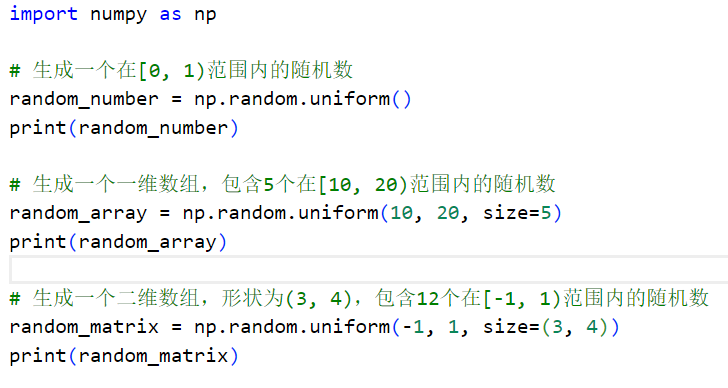 import numpy as np
# 生成一个在[0, 1)范围内的随机数
random_number = np.random.uniform()
print(random_number)
# 生成一个一维数组，包含5个在[10, 20)范围内的随机数
random_array = np.random.uniform(10, 20, size=5)
print(random_array)
# 生成一个二维数组，形状为(3, 4)，包含12个在[-1, 1)范围内的随机数
random_matrix = np.random.uniform(-1, 1, size=(3, 4))
print(random_matrix)